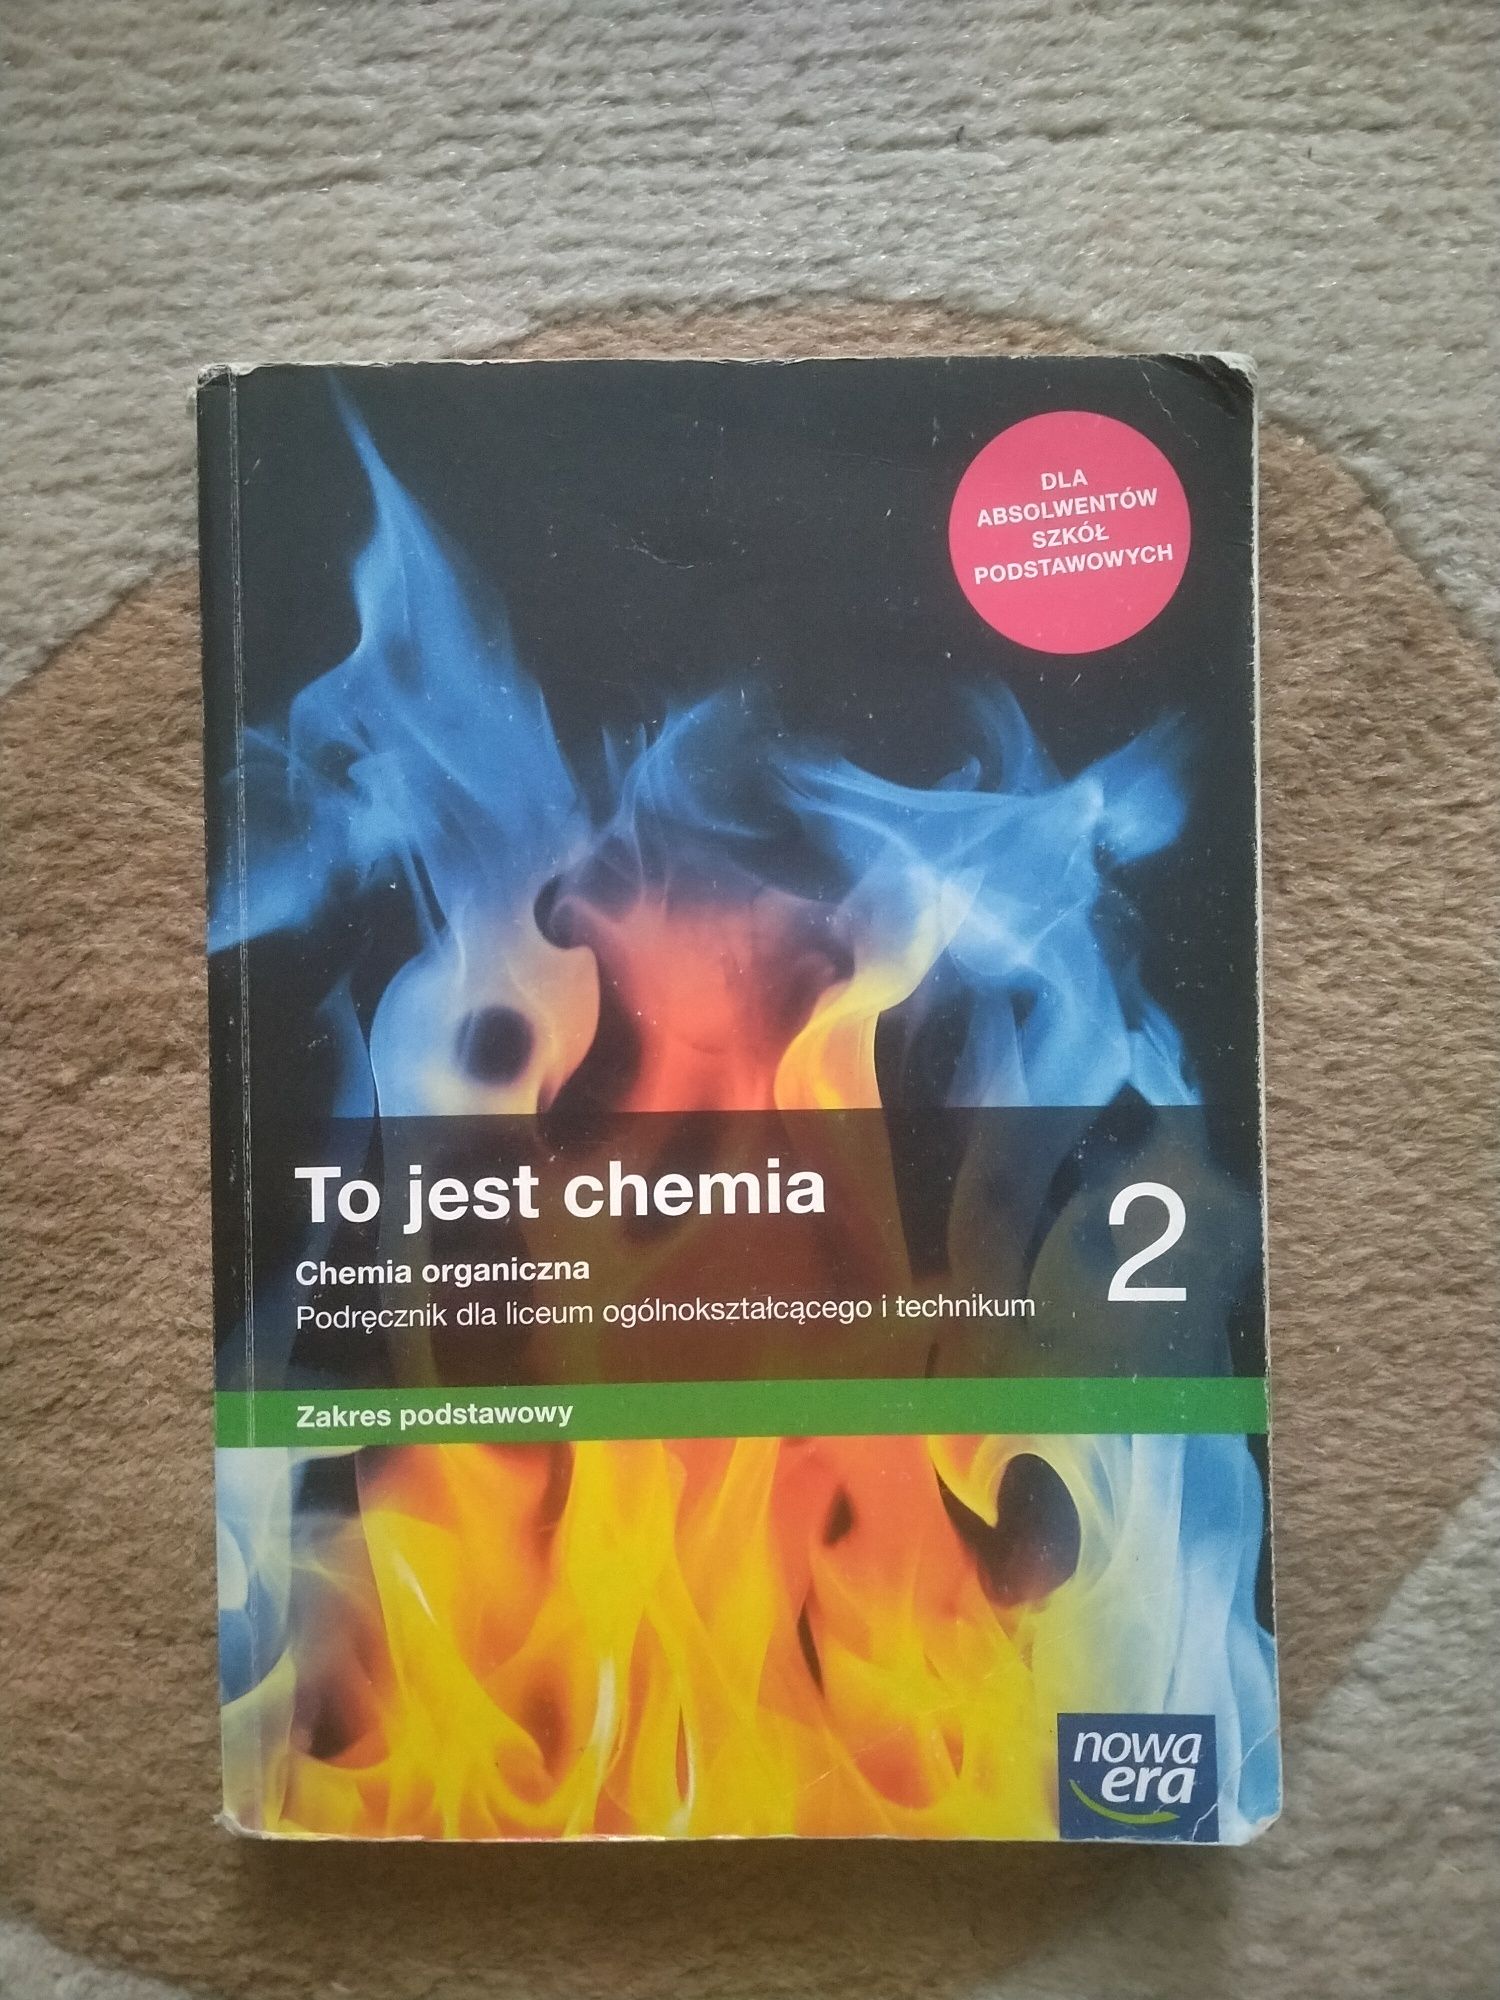 DLA
ABSOLWENTÓW
SZKÓŁ
PODSTAWOWYCH
To jest chemia
2
Chemia organiczna
Podręcznik dla liceum ogólnokształcącego i technikum
Zakres podstawowy
nowa
era